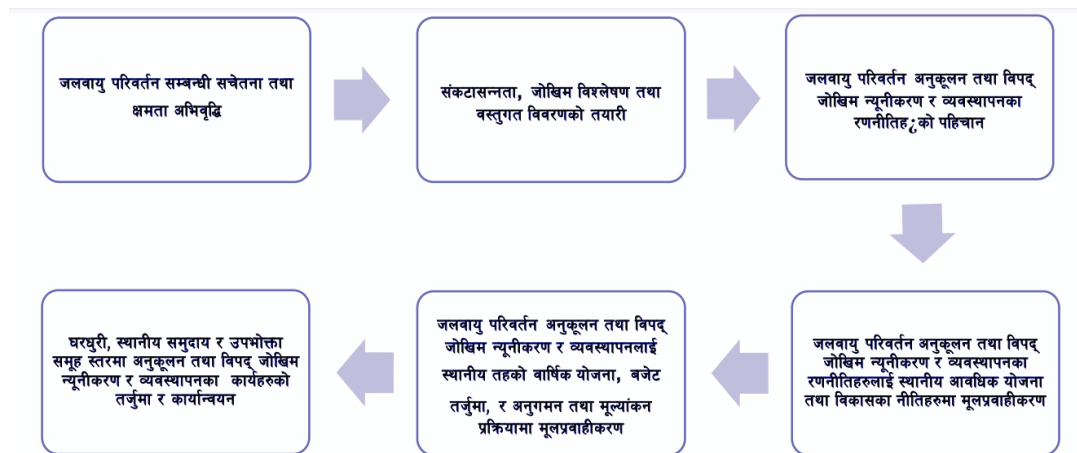 जलवायु परिवर्तन सम्बन्धी सचेतना तथा
क्षमता अभिवृद्धि
संकटासन्नता, जोखिम विश्लेषण तथा
वस्तुगत विवरणको तयारी
जलवायु परिवर्तन अनुकूलन तथा विपद्
जोखिम न्यूनीकरण र व्यवस्थापनका
रणनीतिह¿को पहिचान
जलवायु परिवर्तन अनुकूलन तथा विपद्
जोखिम न्यूनीकरण र व्यवस्थापनका
रणनीतिहरुलाई स्थानीय आवधिक योजना
तथा विकासका नीतिहरुमा मूलप्रवाहीकरण
जलवायु परिवर्तन अनुकूलन तथा विपद्
जोखिम न्यूनीकरण र व्यवस्थापनलाई
स्थानीय तहको वार्षिक योजना, बजेट
तर्जुमा, र अनुगमन तथा मूल्यांकन
प्रक्रियामा मूलप्रवाहीकरण
घरधुरी, स्थानीय समुदाय र उपभोक्ता
समूह स्तरमा अनुकूलन तथा विपद् जोखिम
न्यूनीकरण र व्यवस्थापनका कार्यहरुको
तर्जुमा र कार्यान्वयन